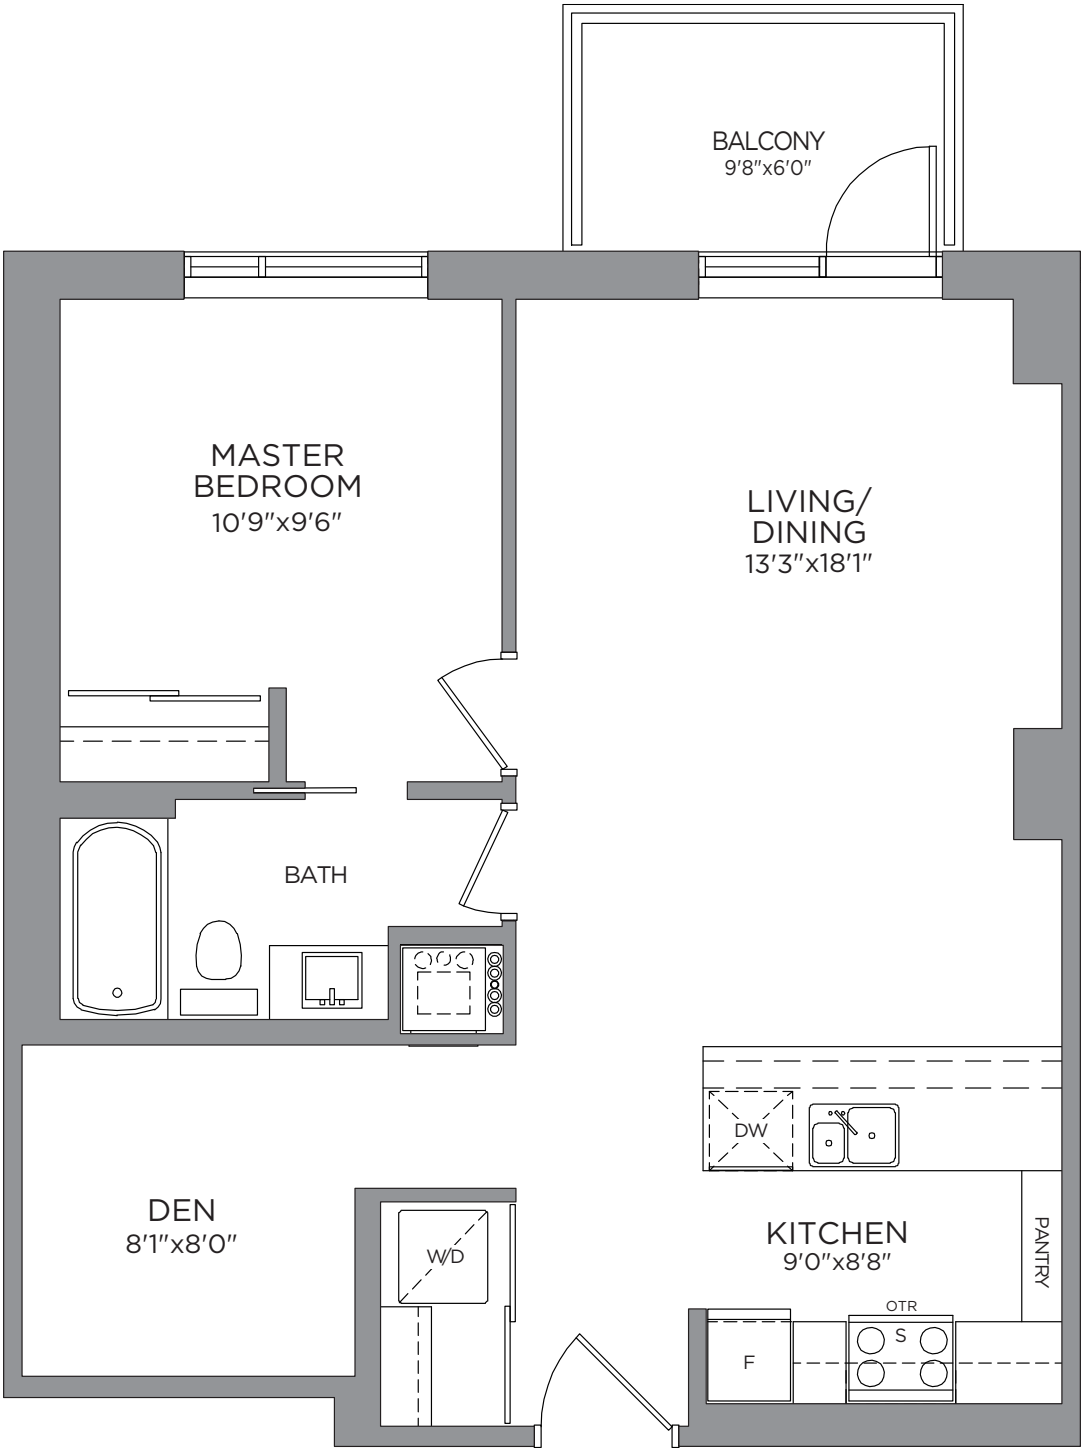 BALCONY
9'8"x6'0"
MASTER
BEDROOM
10'9"x9'6"
LIVING/
DINING
13'3"x18'1"
BATH
DW
DEN
8'1"x8'0"
W/D
KITCHEN
9'0"x8'8"
PANTRY
OTR
S
F